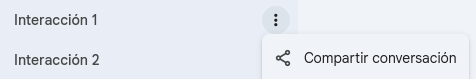 Interacción 1
Compartir conversación
Interacción 2